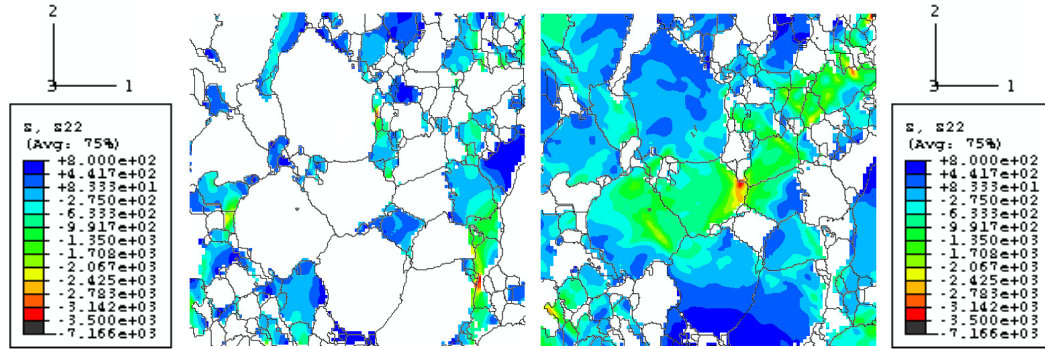 2
3 1
S, S22
(Avg: 75%)
+8.000e+02
+4.417e+02
+8.333e+01
-2.750e+02
-6.333e+02
-9.917e+02
-1.350e+03
-1.708e+03
-2.067e+03
-2.425e+03
-2.783e+03
-3.142e+03
-3.500e+03
-7.166e+03
2
3 1
S, S22
(Avg: 75%)
+8.000e+02
+4.417e+02
+8.333e+01
-2.750e+02
-6.333e+02
-9.917e+02
-1.350e+03
-1.708e+03
-2.067e+03
-2.425e+03
-2.783e+03
-3.142e+03
-3.500e+03
-7.166e+03